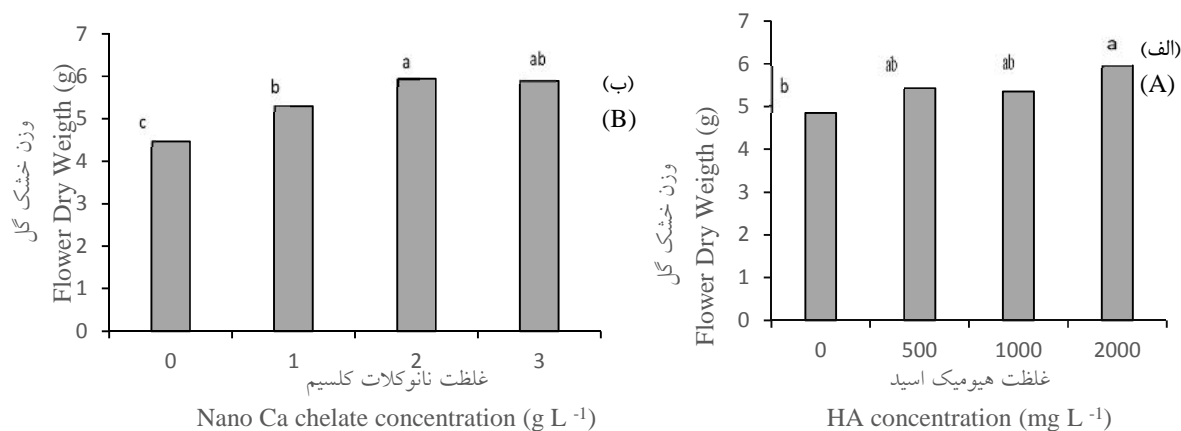 7
6
5
4
3
2
1
0
وزن خشک گل
Flower Dry Weigth (g)
c
b
a
ab
(ب)
(B)
0 1 2 3
غلظت نانوکلات کلسیم
Nano Ca chelate concentration (g L -1)
7
6
5
4
3
2
1
0
وزن خشک گل
Flower Dry Weigth (g)
b
ab
ab
a
(الف)
(A)
0 500 1000 2000
غلظت هیومیک اسید
HA concentration (mg L -1)